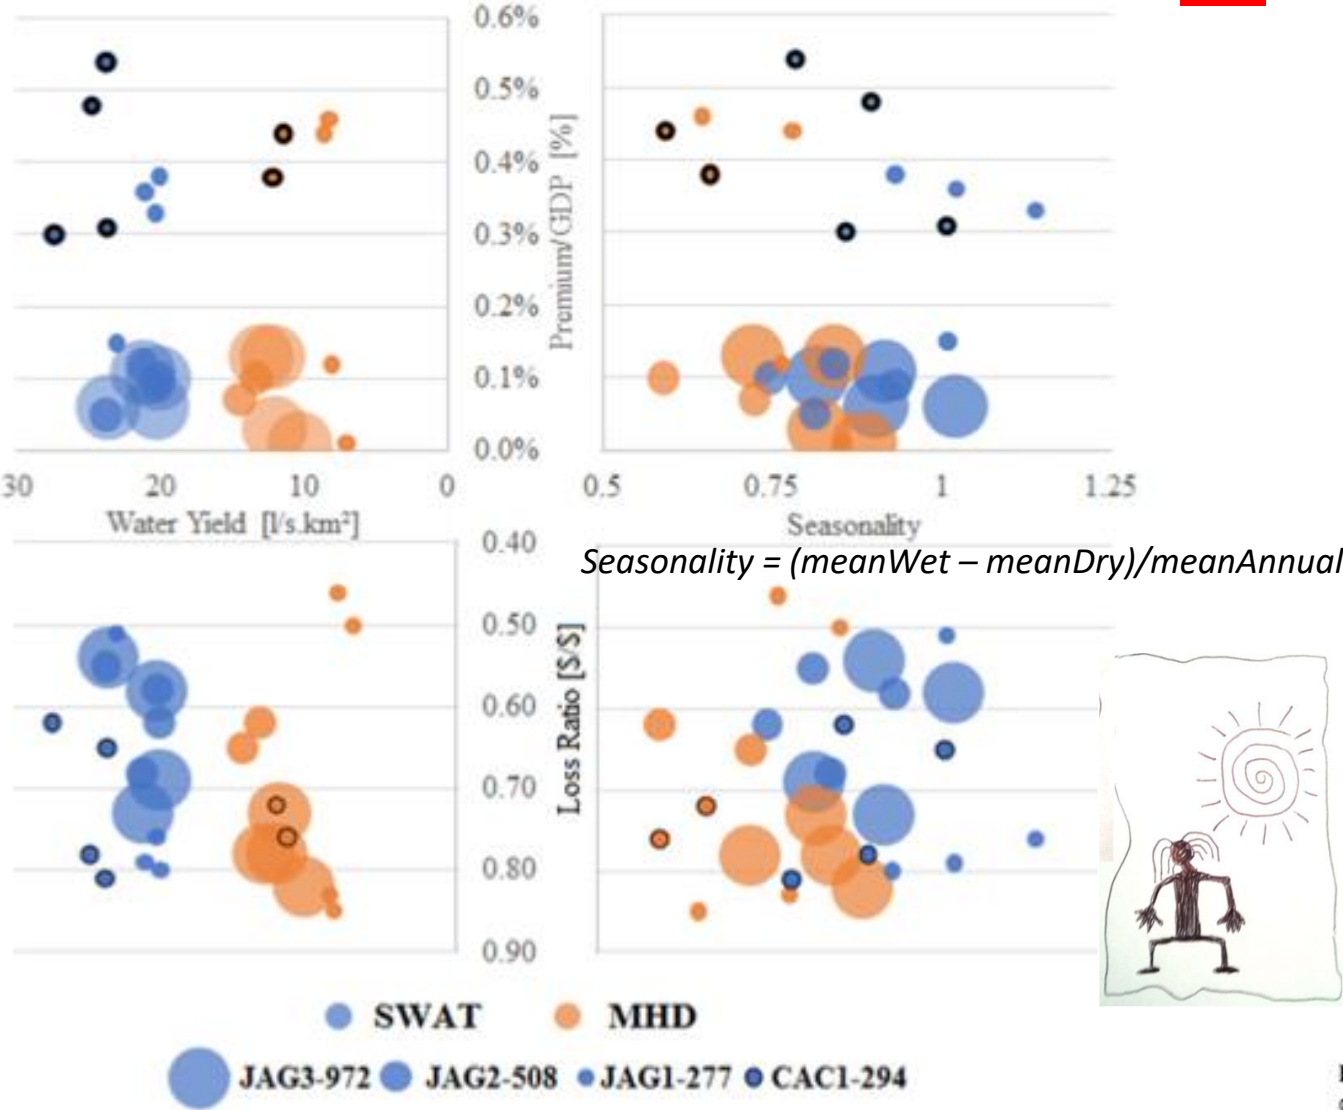 0.6%
0.5%
0.4%
0.3%
0.2%
0.1%
0.0%
Premium/GDP [%]
30 20 10 0
Water Yield [l/s.km²]
0.5 0.75 1 1.25
Seasonality
Seasonality = (meanWet – meanDry)/meanAnnual
0.40
0.50
0.60
0.70
0.80
0.90
Loss Ratio [$/$]
SWAT MHD
JAG3-972 JAG2-508 JAG1-277 CAC1-294